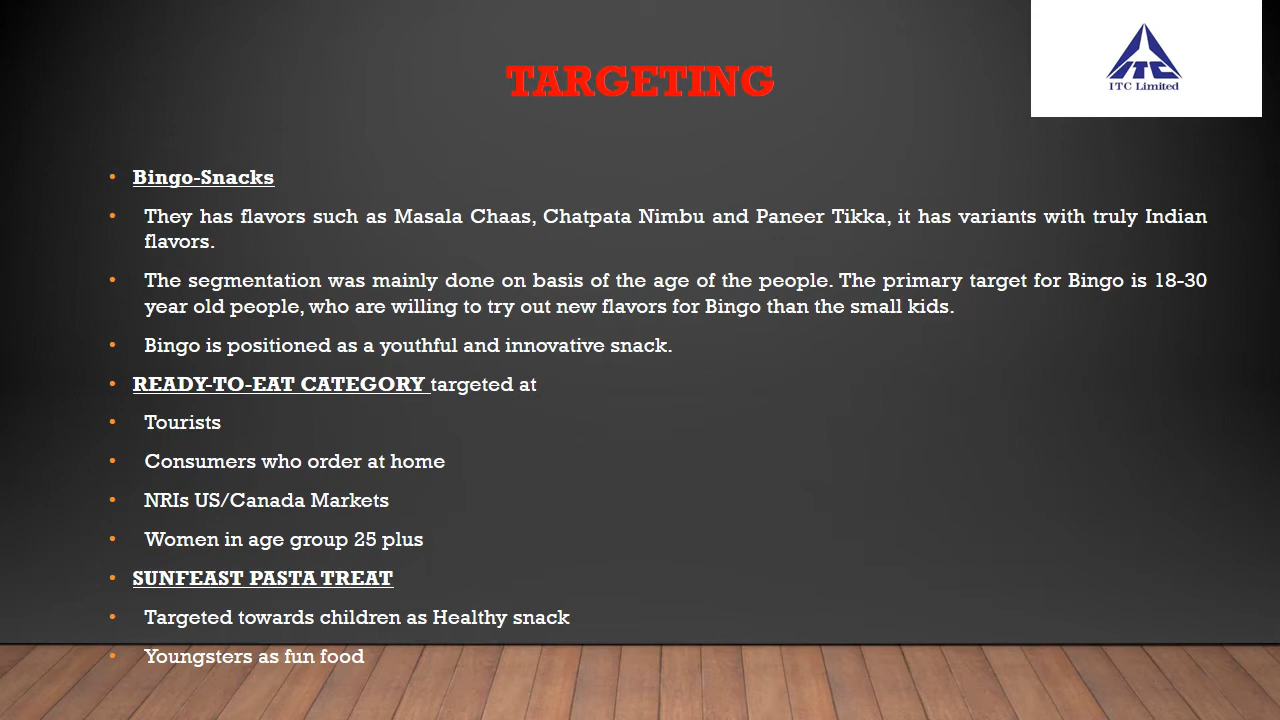 TARGETING
ITC
ITC Limited
• Bingo-Snacks
• They has flavors such as Masala Chaas, Chatpata Nimbu and Paneer Tikka, it has variants with truly Indian
flavors.
• The segmentation was mainly done on basis of the age of the people. The primary target for Bingo is 18-30
year old people, who are willing to try out new flavors for Bingo than the small kids.
• Bingo is positioned as a youthful and innovative snack.
• READY-TO-EAT CATEGORY targeted at
• Tourists
• Consumers who order at home
• NRIs US/Canada Markets
• Women in age group 25 plus
• SUNFEAST PASTA TREAT
• Targeted towards children as Healthy snack
• Youngsters as fun food